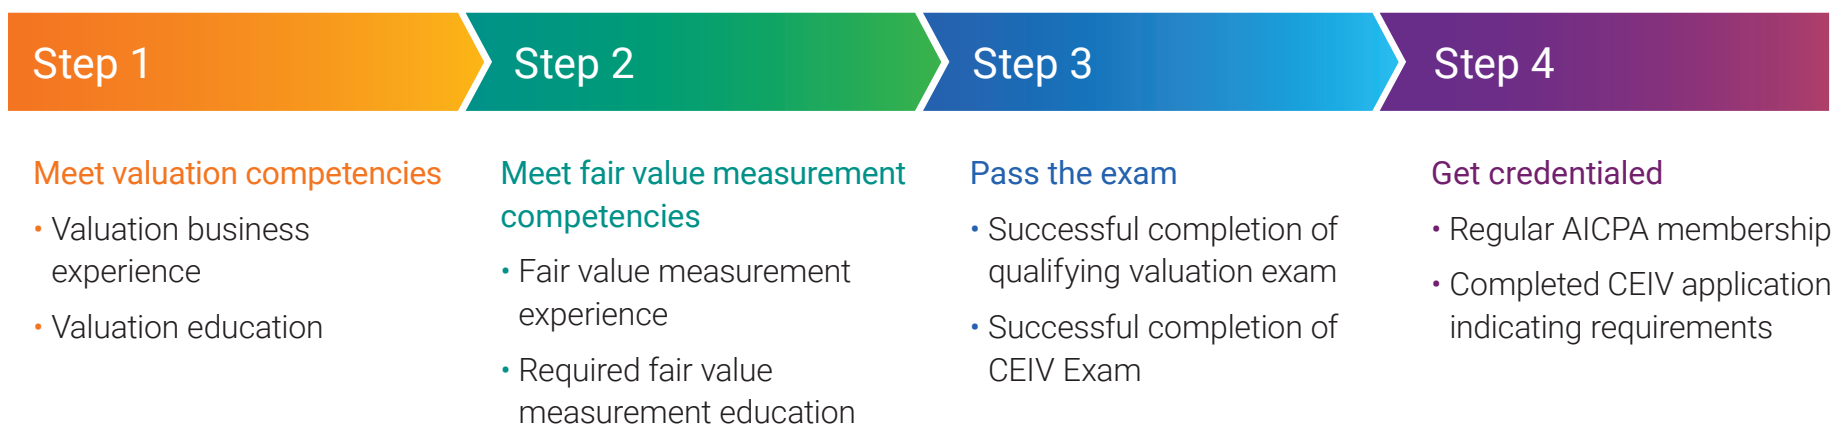 Step 1
Step 2
Step 3
Step 4
Meet valuation competencies
• Valuation business
experience
• Valuation education
Meet fair value measurement
competencies
• Fair value measurement
experience
• Required fair value
measurement education
Pass the exam
• Successful completion of
qualifying valuation exam
• Successful completion of
CEIV Exam
Get credentialed
• Regular AICPA membership
• Completed CEIV application
indicating requirements